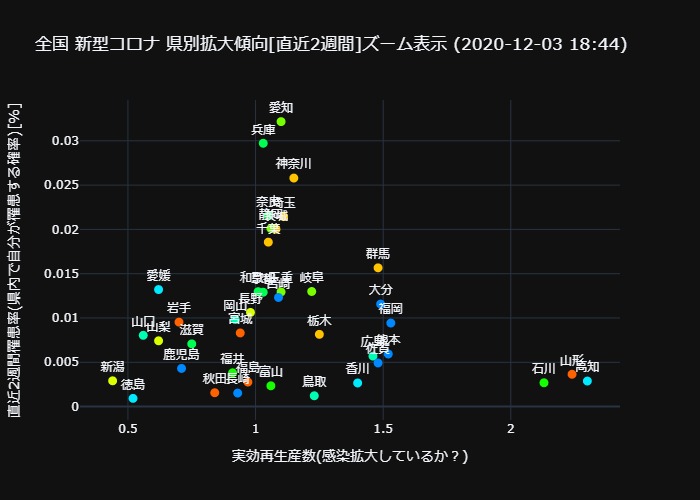 全国 新型コロナ 県別拡大傾向[直近2週間]ズーム表示 (2020-12-03 18:44)
直近2週間罹患率(県内で自分が罹患する確率)[%]
愛知
兵庫
0.03
神奈川
0.025
奈良
埼玉
静岡
茨城
0.02
千葉
群馬
0.015
愛媛
三重
宮崎
岐阜
大分
長野
岡山
岩手
福岡
0.01
山口
宮城
栃木
山梨
滋賀
広島
熊本
佐賀
鹿児島
福井
0.005
新潟
福島
富山
香川
石川
山形
高知
秋田
長崎
鳥取
徳島
0
0.5
1
1.5
2
実効再生産数(感染拡大しているか？)